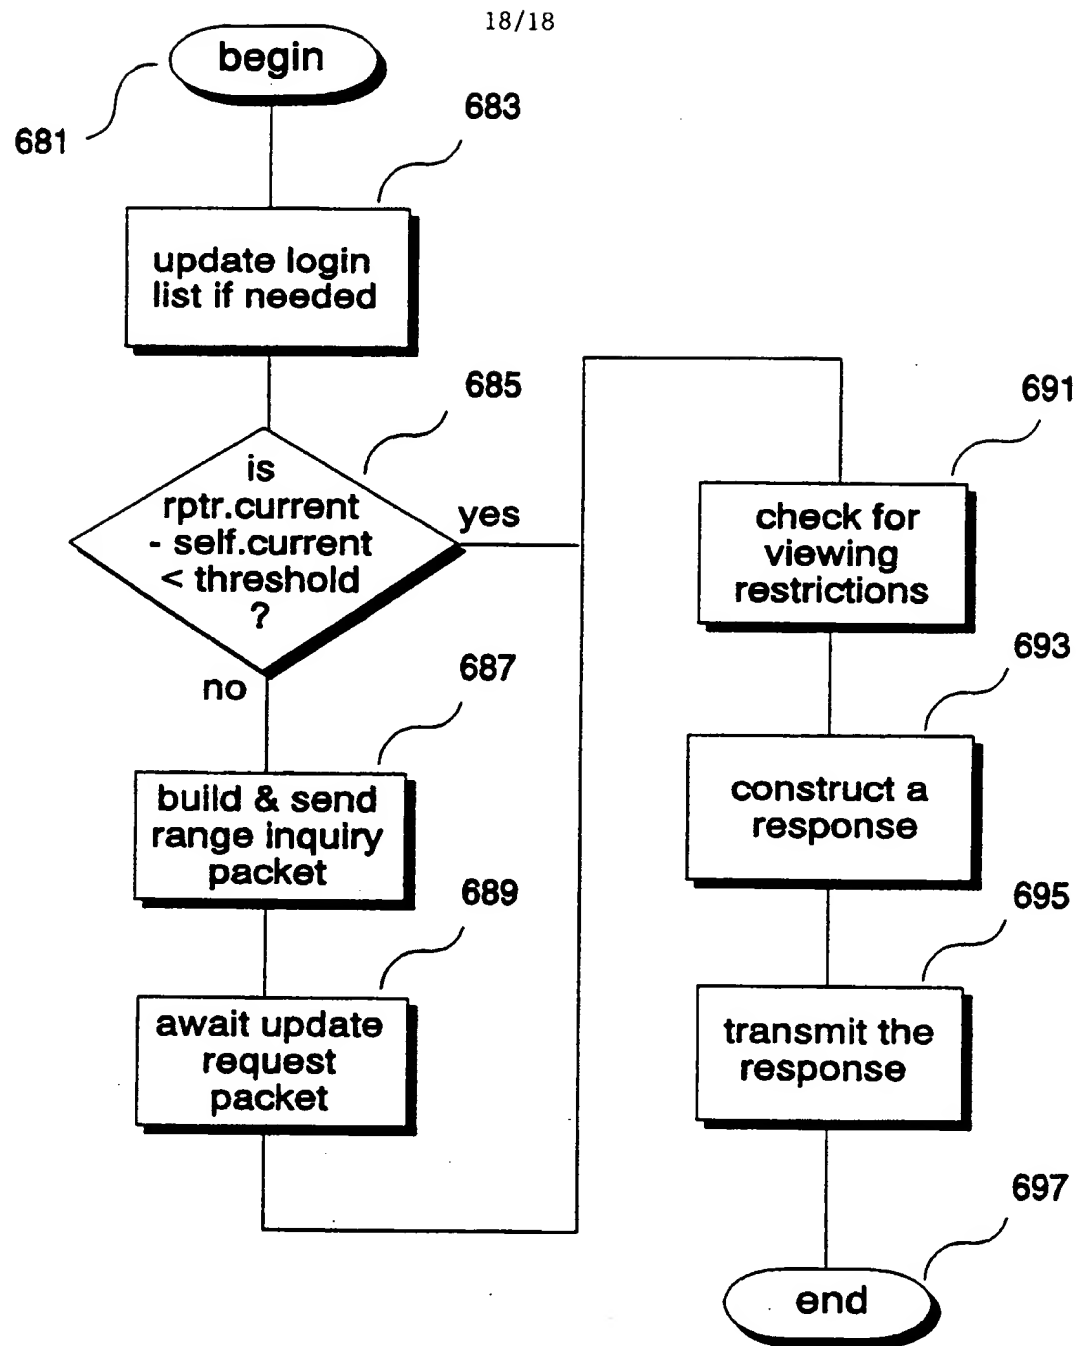 18/18
begin
681
683
update login
list if needed
685
is
rptr.current
- self.current
< threshold
?
yes
no
687
build & send
range inquiry
packet
689
await update
request
packet
691
check for
viewing
restrictions
693
construct a
response
695
transmit the
response
697
end